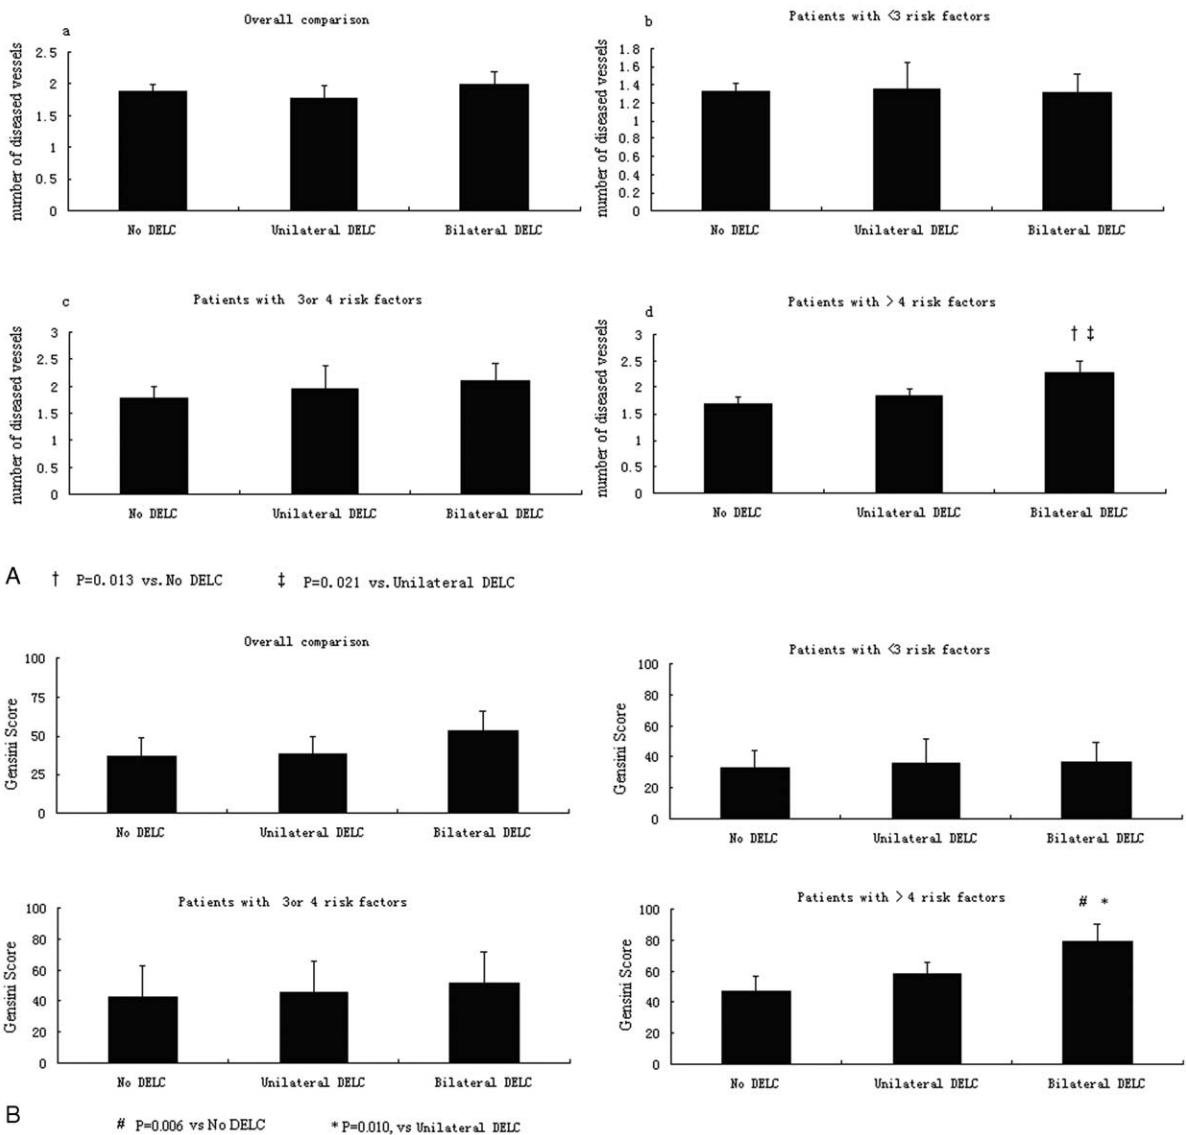 Overall comparison
a
number of diseased vessels
2.5
2
1.5
1
0.5
0
No DELC Unilateral DELC Bilateral DELC
Patients with <3 risk factors
b
number of diseased vessels
1.8
1.6
1.4
1.2
1
0.8
0.6
0.4
0.2
0
No DELC Unilateral DELC Bilateral DELC
Patients with 3or 4 risk factors
c
number of diseased vessels
3
2.5
2
1.5
1
0.5
0
No DELC Unilateral DELC Bilateral DELC
Patients with > 4 risk factors
d
† ‡
number of diseased vessels
3
2.5
2
1.5
1
0.5
0
No DELC Unilateral DELC Bilateral DELC
A † P=0.013 vs.No DELC ‡ P=0.021 vs.Unilateral DELC
Overall comparison
Gensini Score
100
75
50
25
0
No DELC Unilateral DELC Bilateral DELC
Patients with <3 risk factors
Gensini Score
100
80
60
40
20
0
No DELC Unilateral DELC Bilateral DELC
Patients with 3or 4 risk factors
Gensini Score
100
80
60
40
20
0
No DELC Unilateral DELC Bilateral DELC
Patients with > 4 risk factors
# *
Gensini Score
100
80
60
40
20
0
No DELC Unilateral DELC Bilateral DELC
B # P=0.006 vs No DELC * P=0.010, vs Unilateral DELC